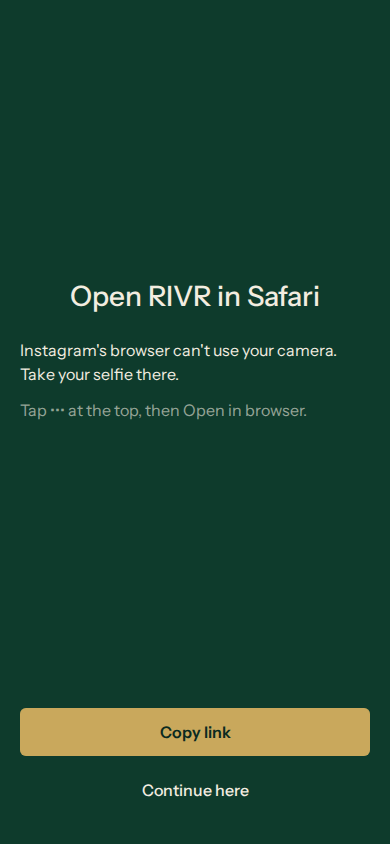 Open RIVR in Safari
Instagram's browser can't use your camera.
Take your selfie there.
Tap ··· at the top, then Open in browser.
Copy link
Continue here